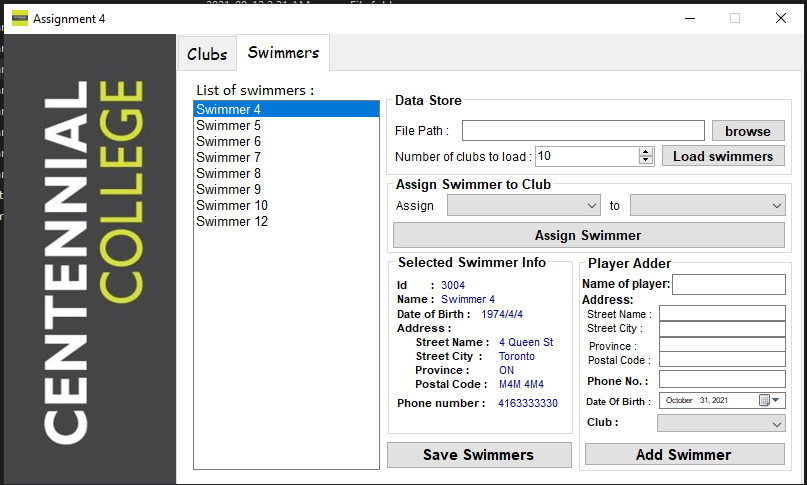 Assignment 4
CENTENNIAL
COLLEGE
Clubs
Swimmers
List of swimmers :
Swimmer 4
Swimmer 5
Swimmer 6
Swimmer 7
Swimmer 8
Swimmer 9
Swimmer 10
Swimmer 12
Data Store
File Path :
browse
Number of clubs to load : 10
Load swimmers
Assign Swimmer to Club
Assign
to
Assign Swimmer
Selected Swimmer Info
Id : 3004
Name : Swimmer 4
Date of Birth : 1974/4/4
Address :
Street Name : 4 Queen St
Street City : Toronto
Province : ON
Postal Code : M4M 4M4
Phone number : 4163333330
Save Swimmers
Player Adder
Name of player:
Address:
Street Name :
Street City :
Province :
Postal Code :
Phone No. :
Date Of Birth : October 31, 2021
Club :
Add Swimmer